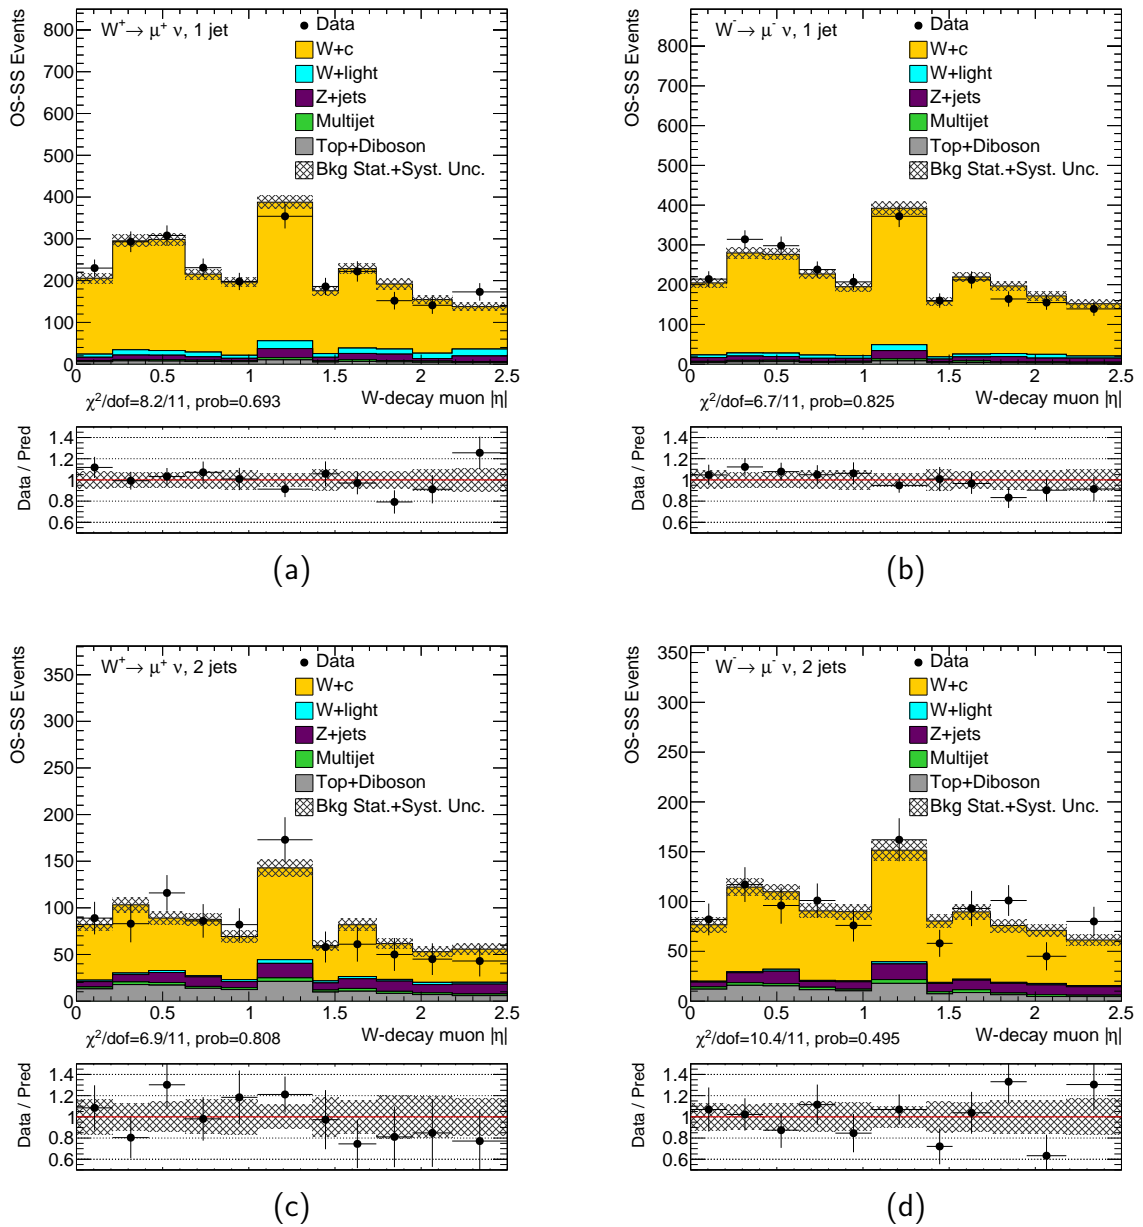 W⁺→ μ⁺ ν, 1 jet
Data
W+c
W+light
Z+jets
Multijet
Top+Diboson
Bkg Stat.+Syst. Unc.
OS-SS Events
800
700
600
500
400
300
200
100
0
0 0.5 1 1.5 2 2.5
χ²/dof=8.2/11, prob=0.693
W-decay muon |η|
Data / Pred
1.4
1.2
1
0.8
0.6
(a)
W⁻→ μ⁻ ν, 1 jet
Data
W+c
W+light
Z+jets
Multijet
Top+Diboson
Bkg Stat.+Syst. Unc.
OS-SS Events
800
700
600
500
400
300
200
100
0
0 0.5 1 1.5 2 2.5
χ²/dof=6.7/11, prob=0.825
W-decay muon |η|
Data / Pred
1.4
1.2
1
0.8
0.6
(b)
W⁺→ μ⁺ ν, 2 jets
Data
W+c
W+light
Z+jets
Multijet
Top+Diboson
Bkg Stat.+Syst. Unc.
OS-SS Events
350
300
250
200
150
100
50
0
0 0.5 1 1.5 2 2.5
χ²/dof=6.9/11, prob=0.808
W-decay muon |η|
Data / Pred
1.4
1.2
1
0.8
0.6
(c)
W⁻→ μ⁻ ν, 2 jets
Data
W+c
W+light
Z+jets
Multijet
Top+Diboson
Bkg Stat.+Syst. Unc.
OS-SS Events
350
300
250
200
150
100
50
0
0 0.5 1 1.5 2 2.5
χ²/dof=10.4/11, prob=0.495
W-decay muon |η|
Data / Pred
1.4
1.2
1
0.8
0.6
(d)